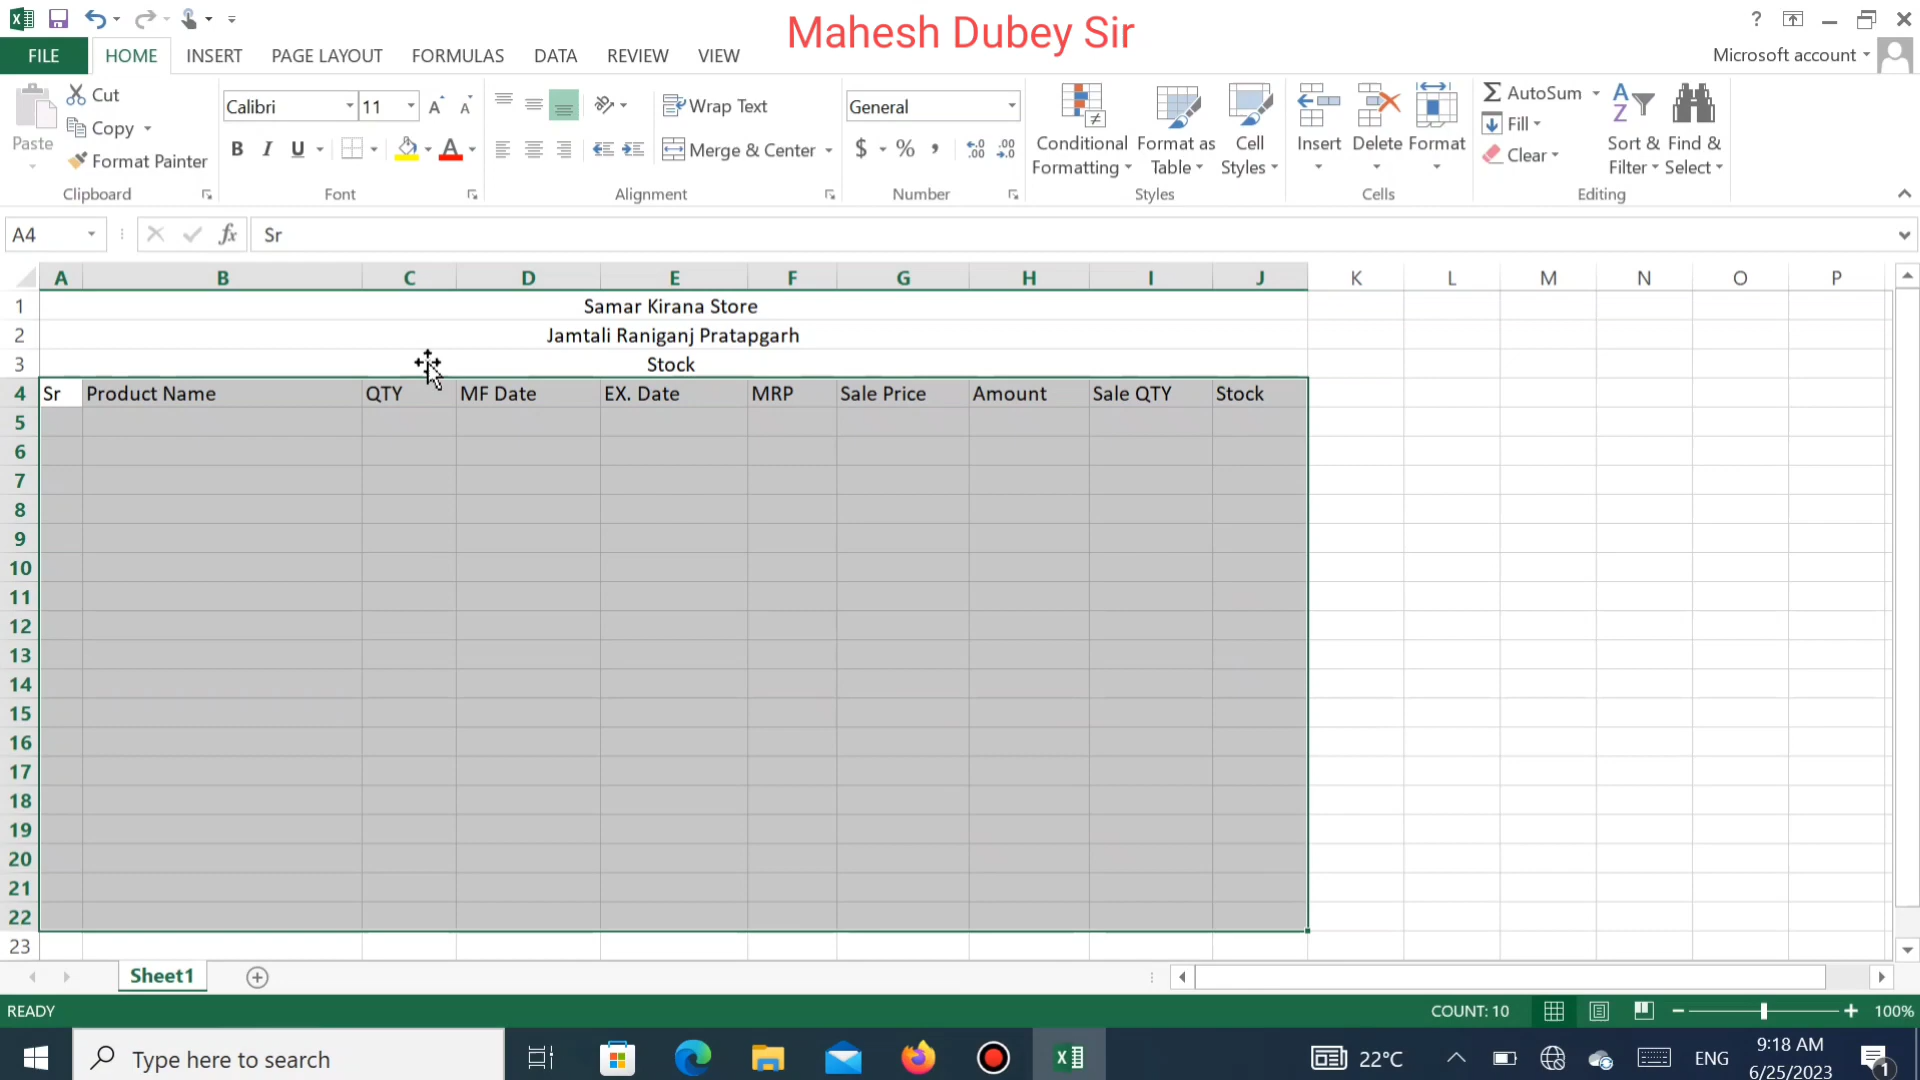 Mahesh Dubey Sir
?
FILE HOME INSERT PAGE LAYOUT FORMULAS DATA REVIEW VIEW Microsoft account
Paste
Cut
Copy
Format Painter
Clipboard
Calibri 11
B I U
Font
Wrap Text
Merge & Center
Alignment
General
$ % ,
Number
Conditional Formatting
Format as Table
Cell Styles
Styles
Insert Delete Format
Cells
AutoSum
Fill
Clear
Sort & Filter
Find & Select
Editing
A4 fx Sr
A B C D E F G H I J K L M N O P
1 Samar Kirana Store
2 Jamtali Raniganj Pratapgarh
3 Stock
4 Sr Product Name QTY MF Date EX. Date MRP Sale Price Amount Sale QTY Stock
5
6
7
8
9
10
11
12
13
14
15
16
17
18
19
20
21
22
23
Sheet1
READY COUNT: 10 100%
Type here to search 22°C ENG 9:18 AM
6/25/2023 1